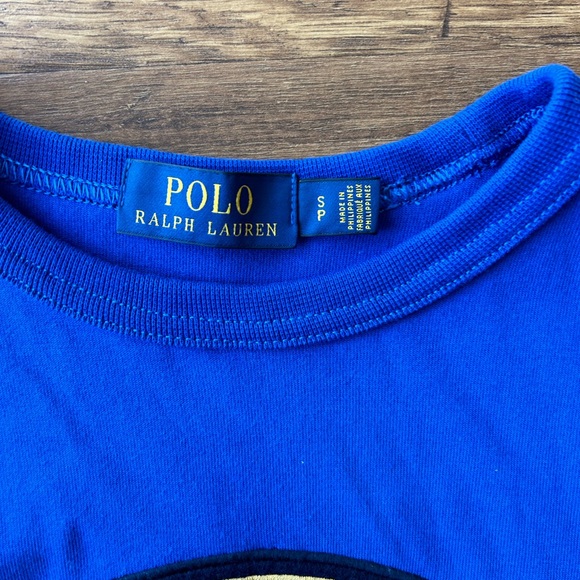 POLO
RALPH LAUREN
S
P
MADE IN
PHILIPPINES
FABRIQUÉ AUX
PHILIPPINES